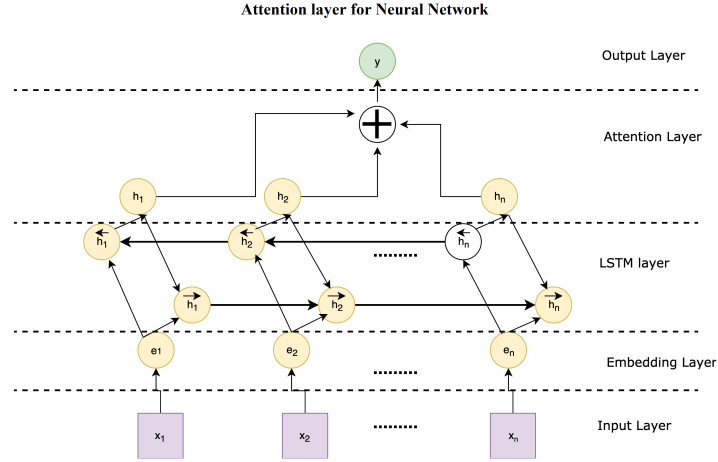 Attention layer for Neural Network
y
Output Layer
Attention Layer
h1
h2
hn
h1
h2
hn
LSTM layer
h1
h2
hn
e1
e2
en
Embedding Layer
x1
x2
xn
Input Layer